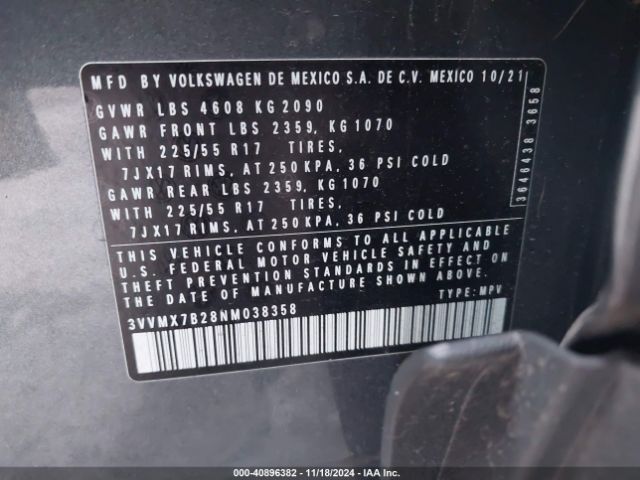 MFD BY VOLKSWAGEN DE MEXICO S.A. DE C.V. MEXICO 10/21
GVWR LBS 4608 KG 2090
GAWR FRONT LBS 2359, KG 1070
WITH 225/55 R17 TIRES,
7JX17 RIMS, AT 250 KPA, 36 PSI COLD
GAWR REAR LBS 2359, KG 1070
WITH 225/55 R17 TIRES,
7JX17 RIMS, AT 250 KPA, 36 PSI COLD
THIS VEHICLE CONFORMS TO ALL APPLICABLE
U.S. FEDERAL MOTOR VEHICLE SAFETY AND
THEFT PREVENTION STANDARDS IN EFFECT ON
THE DATE OF MANUFACTURE SHOWN ABOVE.
3VVMX7B28NM038358 TYPE: MPV
3646438 3658
000-40896382 | 11/18/2024 | IAA Inc.